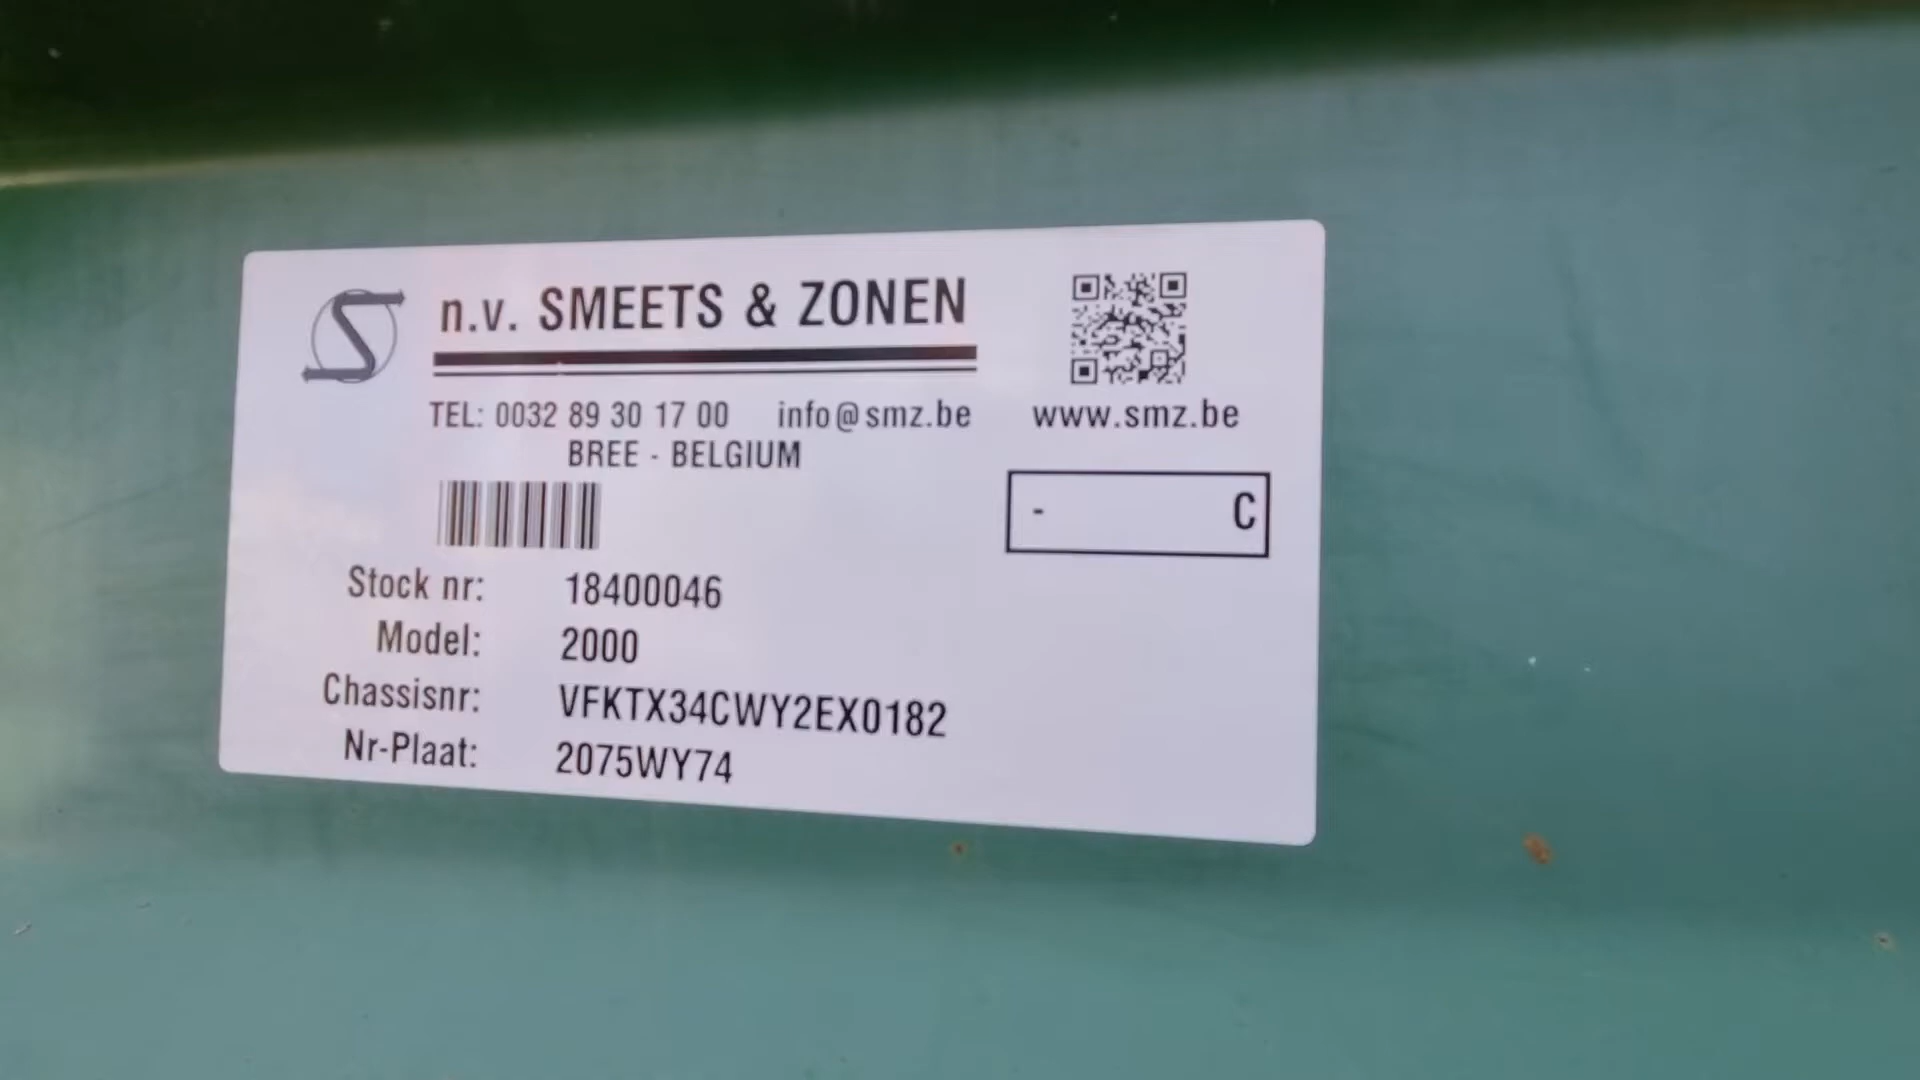 n.v. SMEETS & ZONEN
TEL: 0032 89 30 17 00 info@smz.be www.smz.be
BREE - BELGIUM
- C
Stock nr: 18400046
Model: 2000
Chassisnr: VFKTX34CWY2EX0182
Nr-Plaat: 2075WY74